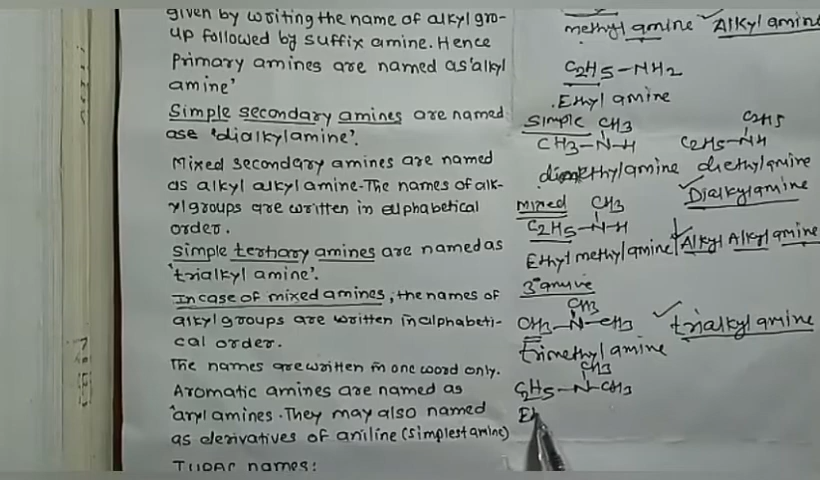 given by writing the name of alkyl gro-
up followed by suffix amine. Hence
Primary amines are named as 'alkyl
amine'
Simple secondary amines are named
ase 'dialkylamine'.
Mixed secondary amines are named
as alkyl alkyl amine. The names of alk-
yl groups are written in alphabetical
order.
Simple tertiary amines are named as
'trialkyl amine'.
In case of mixed amines, the names of
alkyl groups are written in alphabeti-
cal order.
The names are written in one word only.
Aromatic amines are named as
'aryl amines. They may also named
as derivatives of aniline (simplest amine)
IUPAC names:
methyl amine ✓ Alkyl amine
C2H5-NH2
Ethyl amine
Simple CH3 C2H5
CH3-N-H C2H5-NH
dimethylamine diethylamine
✓ Dialkylamine
mixed CH3
C2H5-N-H
Ethyl methyl amine Alkyl Alkyl amine
3° amine
CH3
CH3-N-CH3 ✓ trialkyl amine
trimethylamine
CH3
C2H5-N-CH3